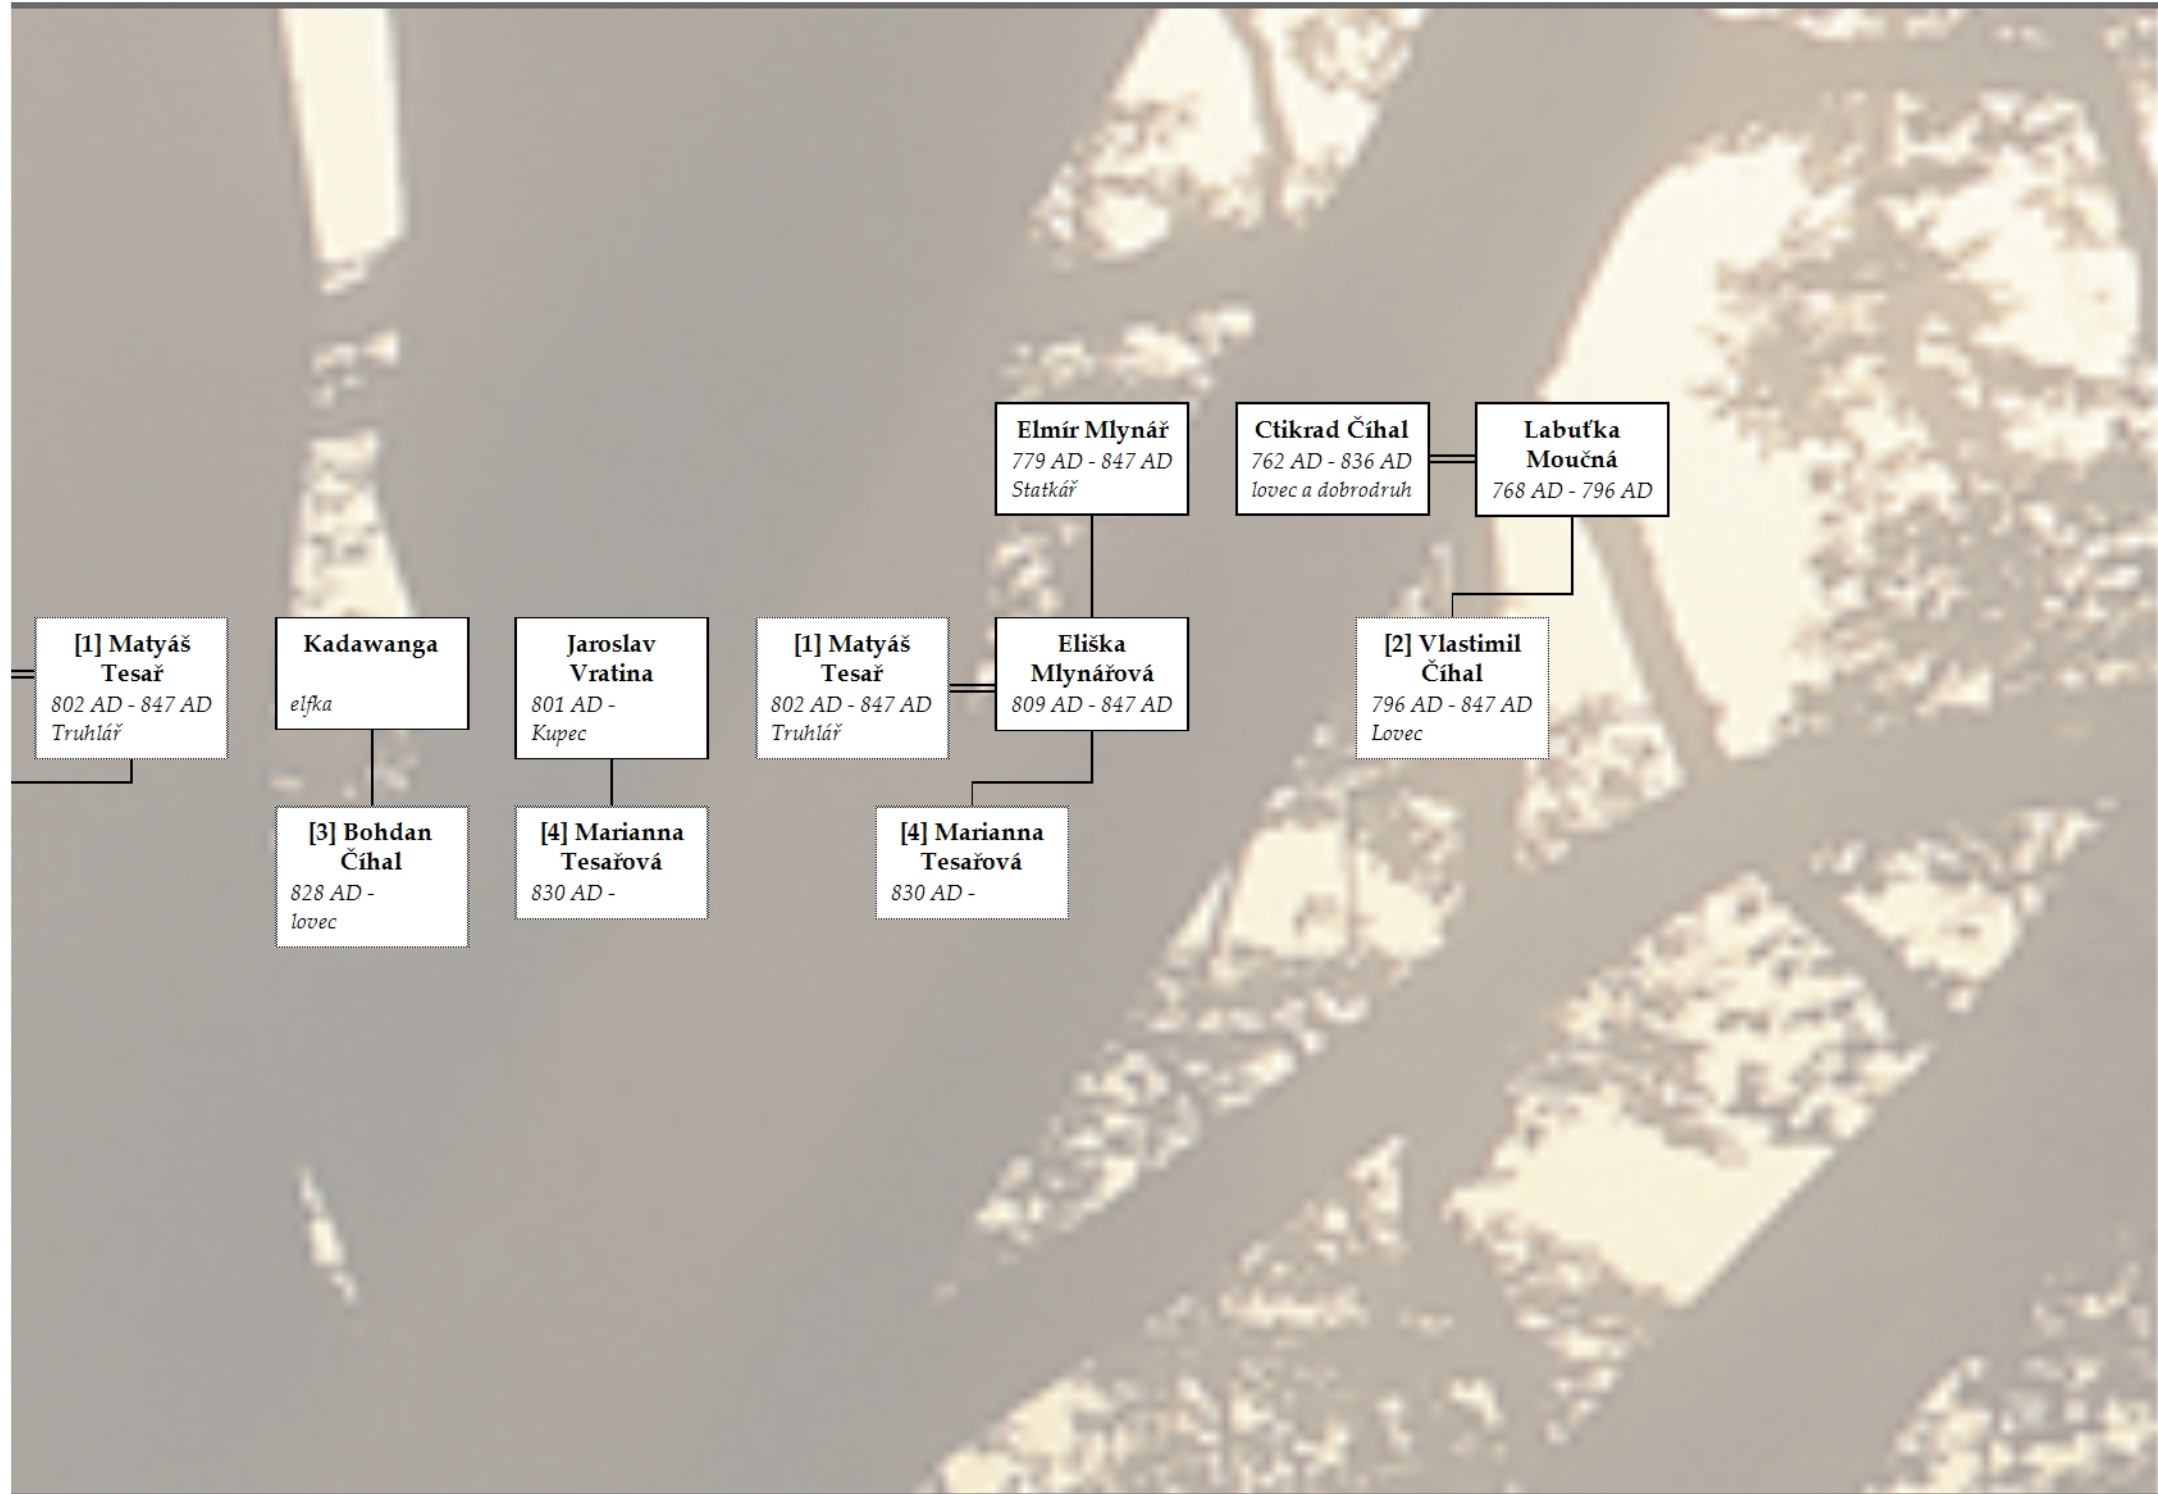 Elmír Mlynář
779 AD - 847 AD
Statkář
Ctikrad Číhal
762 AD - 836 AD
lovec a dobrodruh
Labuťka
Moučná
768 AD - 796 AD
[1] Matyáš
Tesař
802 AD - 847 AD
Truhlář
Kadawanga
elfka
Jaroslav
Vratina
801 AD -
Kupec
[1] Matyáš
Tesař
802 AD - 847 AD
Truhlář
Eliška
Mlynářová
809 AD - 847 AD
[2] Vlastimil
Číhal
796 AD - 847 AD
Lovec
[3] Bohdan
Číhal
828 AD -
lovec
[4] Marianna
Tesařová
830 AD -
[4] Marianna
Tesařová
830 AD -